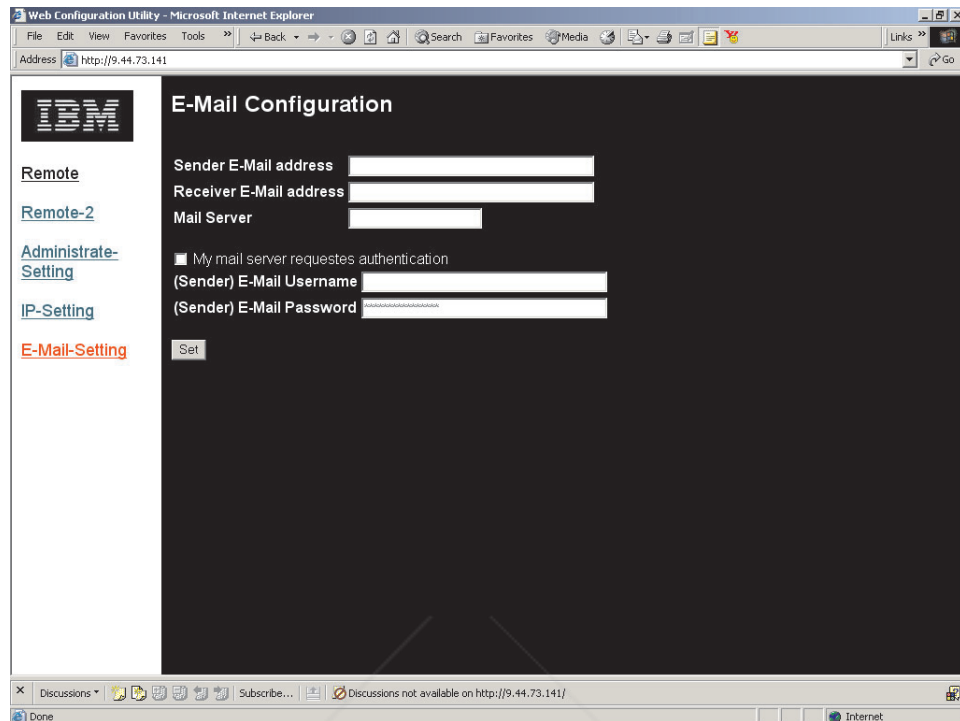 Web Configuration Utility - Microsoft Internet Explorer
File Edit View Favorites Tools » Back Search Favorites Media Links »
Address http://9.44.73.141 Go
IBM
E-Mail Configuration
Sender E-Mail address
Receiver E-Mail address
Mail Server
My mail server requestes authentication
(Sender) E-Mail Username
(Sender) E-Mail Password ****************
Set
Remote
Remote-2
Administrate-
Setting
IP-Setting
E-Mail-Setting
Discussions Subscribe... Discussions not available on http://9.44.73.141/
Done Internet